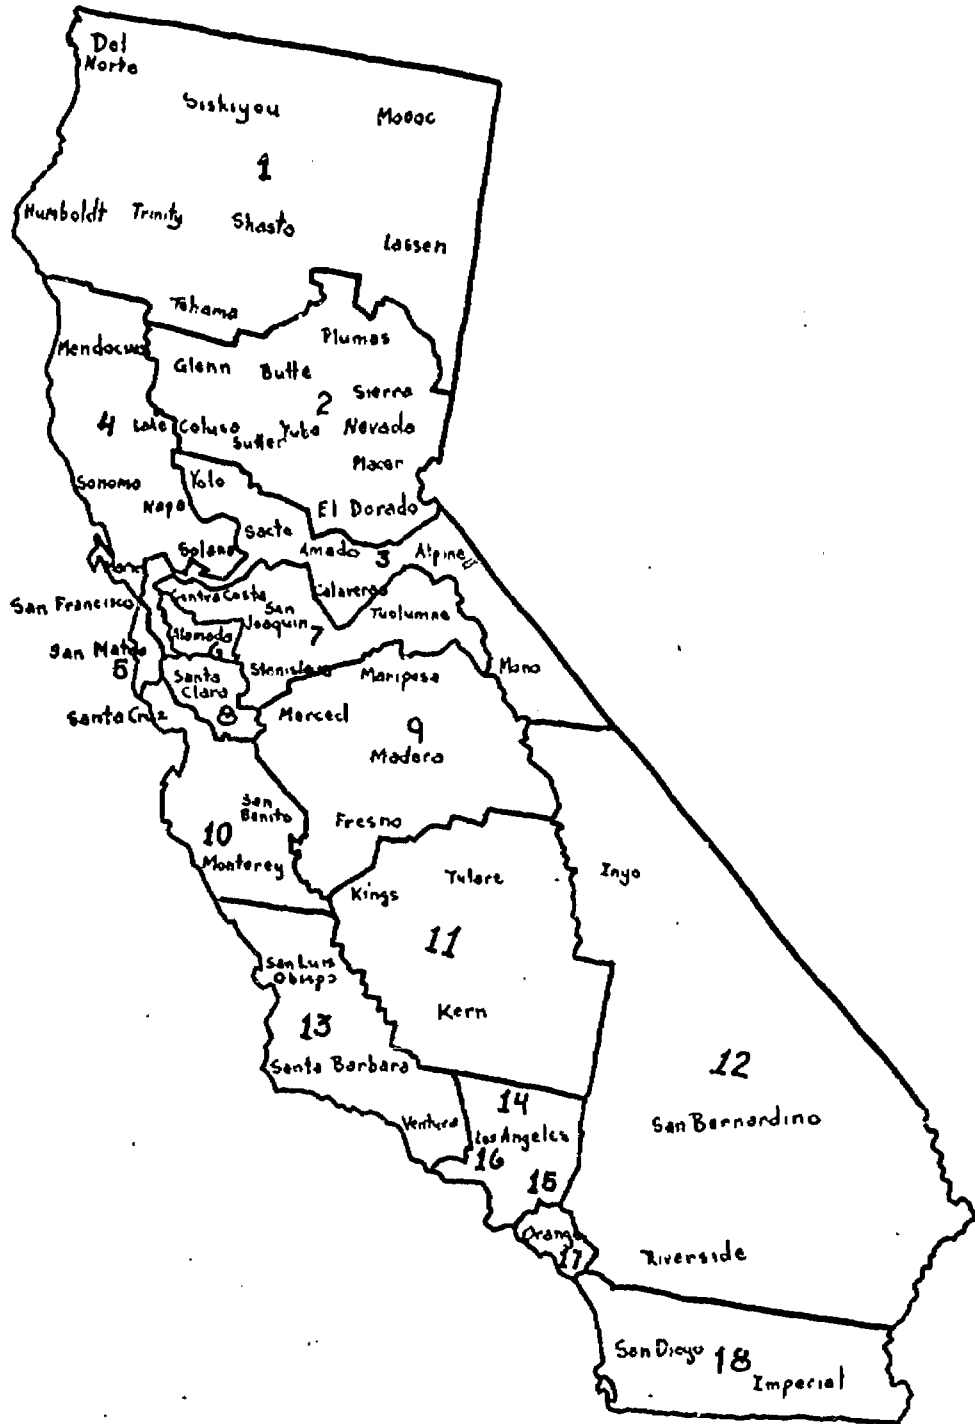 Del
Norte
Siskiyou
Modoc
1
Humboldt Trinity Shasta
Lassen
Tehama
Plumas
Mendocino
Glenn Butte
Sierra
2
4 Lake Colusa Sutter Yuba Nevada
Placer
Sonoma
Yolo
Napa
El Dorado
Sacto
Solano Amado 3 Alpine
San Francisco
Contra Costa
Calaveras
San
Joaquin
7
Tuolumne
Alameda
6
San Mateo
5
Santa
Clara
8
Stanislaus
Mariposa
Mono
Santa Cruz
Merced
9
Madera
San
Benito
Fresno
10
Monterey
Kings
Tulare
Inyo
11
San Luis
Obispo
13
Kern
Santa Barbara
12
14
San Bernardino
Ventura
Los Angeles
16
15
Orange
17
Riverside
San Diego 18
Imperial